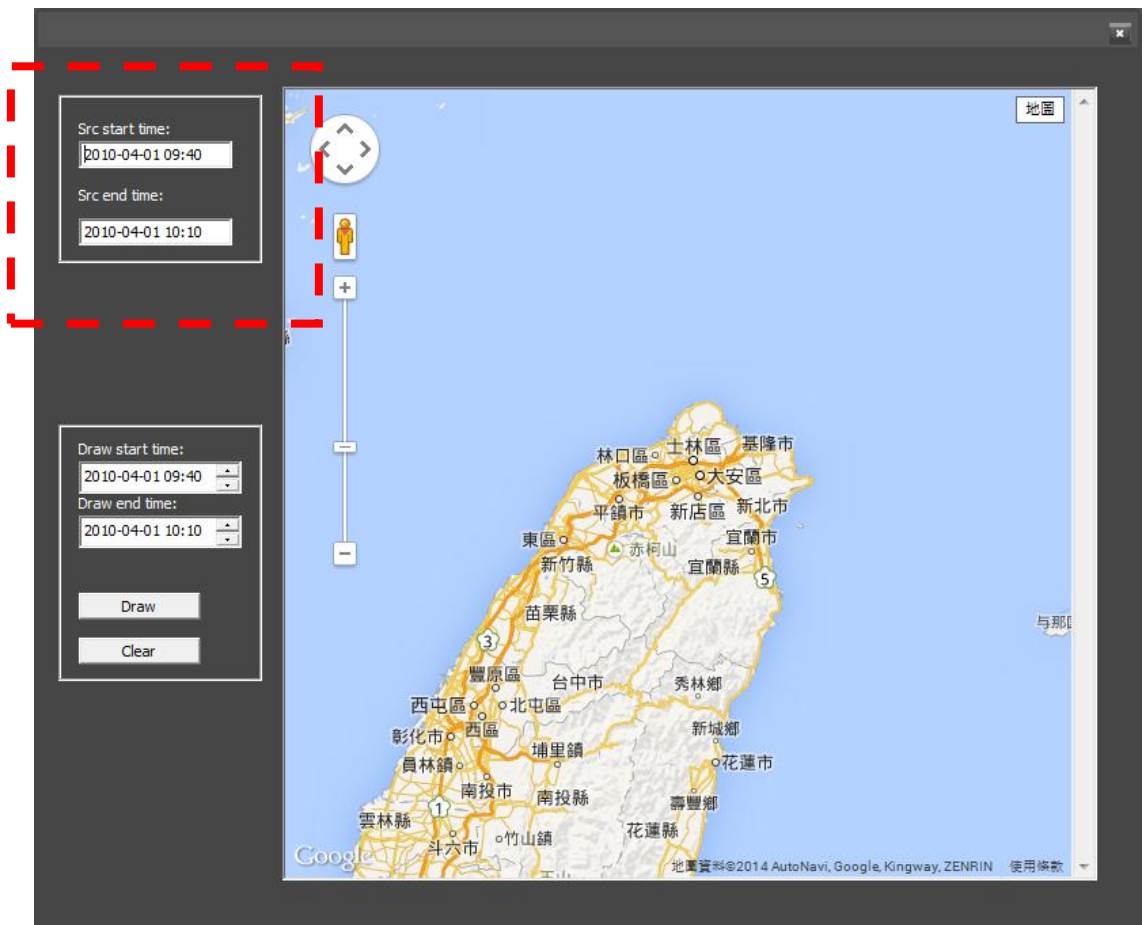 Src start time:
2010-04-01 09:40
Src end time:
2010-04-01 10:10
Draw start time:
2010-04-01 09:40
Draw end time:
2010-04-01 10:10
Draw
Clear
地圖
基隆市
士林區
林口區
大安區
板橋區
新北市
平鎮市
新店區
東區
宜蘭市
赤柯山
新竹縣
宜蘭縣
5
苗栗縣
与那
3
豐原區
台中市
秀林鄉
西屯區
北屯區
西區
新城鄉
彰化市
埔里鎮
花蓮市
員林鎮
南投市
南投縣
壽豐鄉
1
雲林縣
花蓮縣
竹山鎮
斗六市
Google
地圖資料©2014 AutoNavi, Google, Kingway, ZENRIN
使用條款